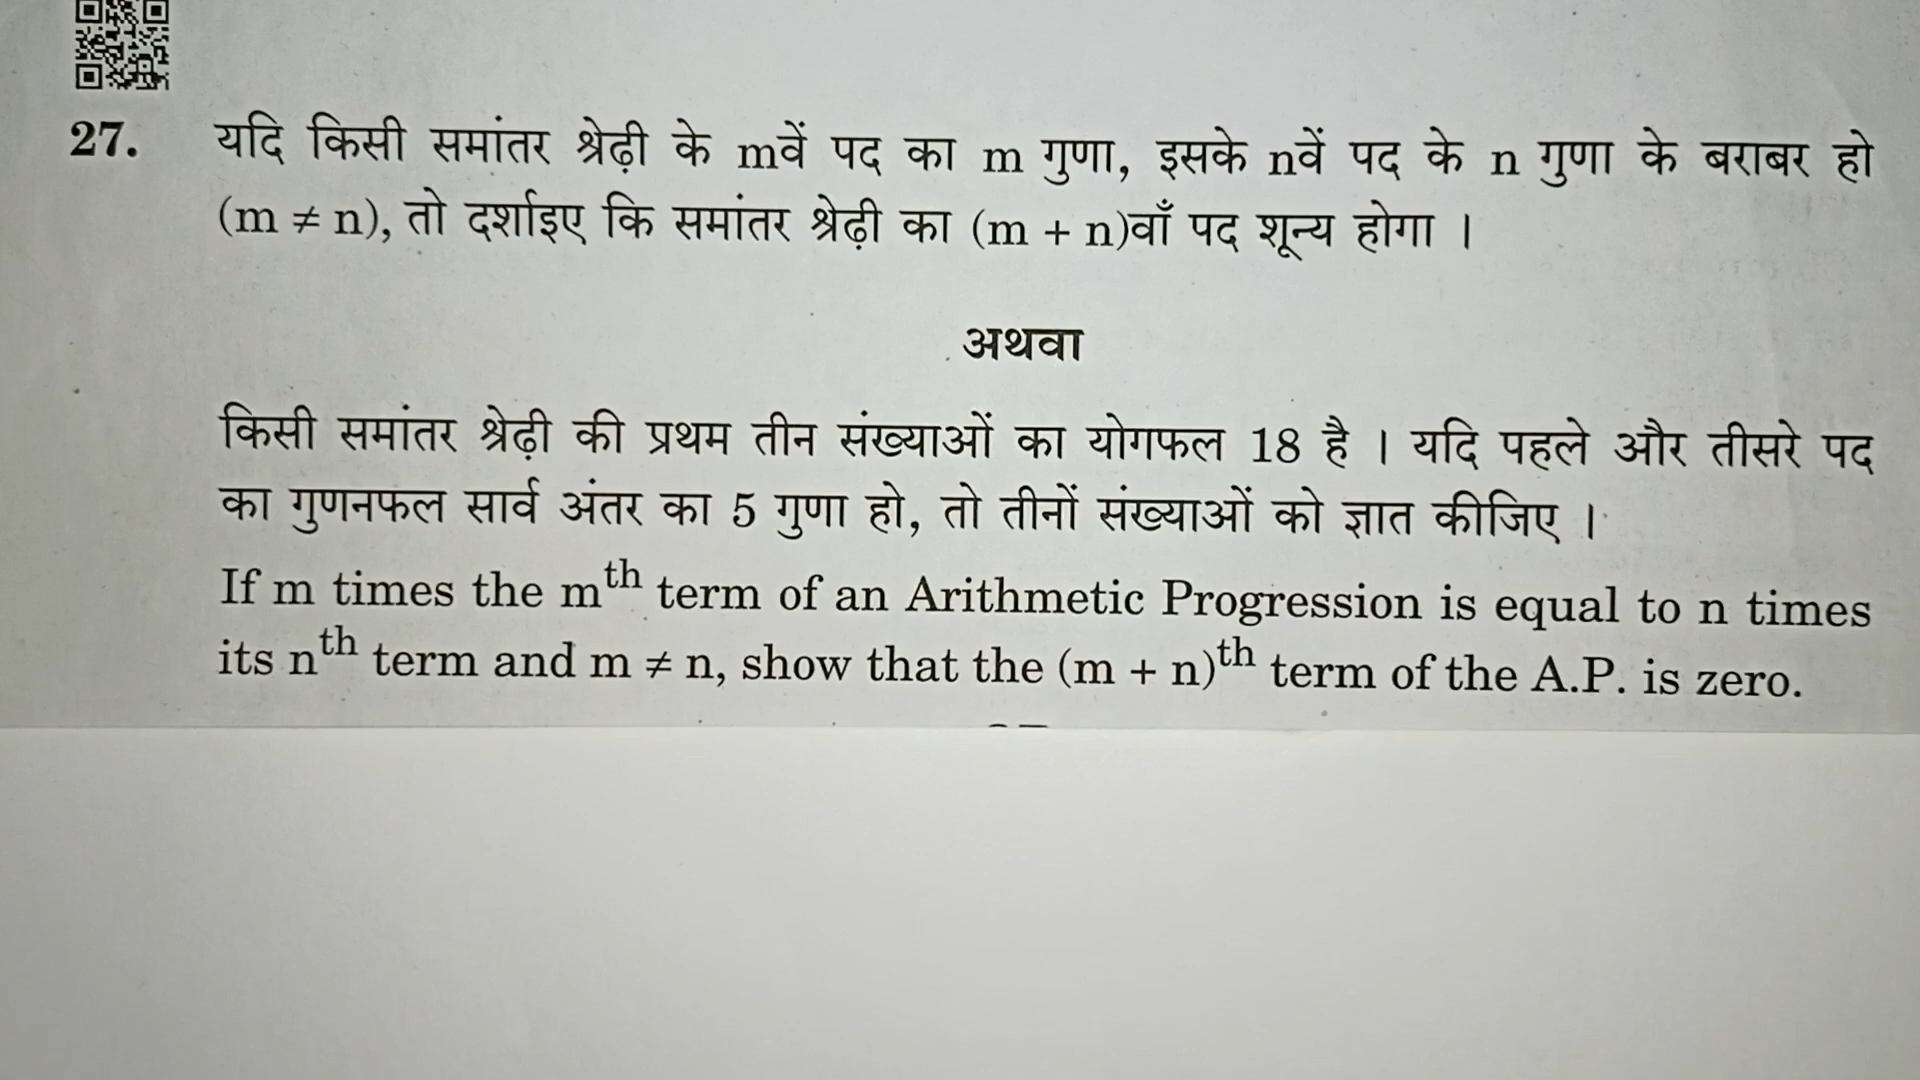 27. यदि किसी समांतर श्रेढ़ी के mवें पद का m गुणा, इसके nवें पद के n गुणा के बराबर हो
(m ≠ n), तो दर्शाइए कि समांतर श्रेढ़ी का (m + n)वाँ पद शून्य होगा ।
अथवा
किसी समांतर श्रेढ़ी की प्रथम तीन संख्याओं का योगफल 18 है । यदि पहले और तीसरे पद
का गुणनफल सार्व अंतर का 5 गुणा हो, तो तीनों संख्याओं को ज्ञात कीजिए ।
If m times the mth term of an Arithmetic Progression is equal to n times
its nth term and m ≠ n, show that the (m + n)th term of the A.P. is zero.